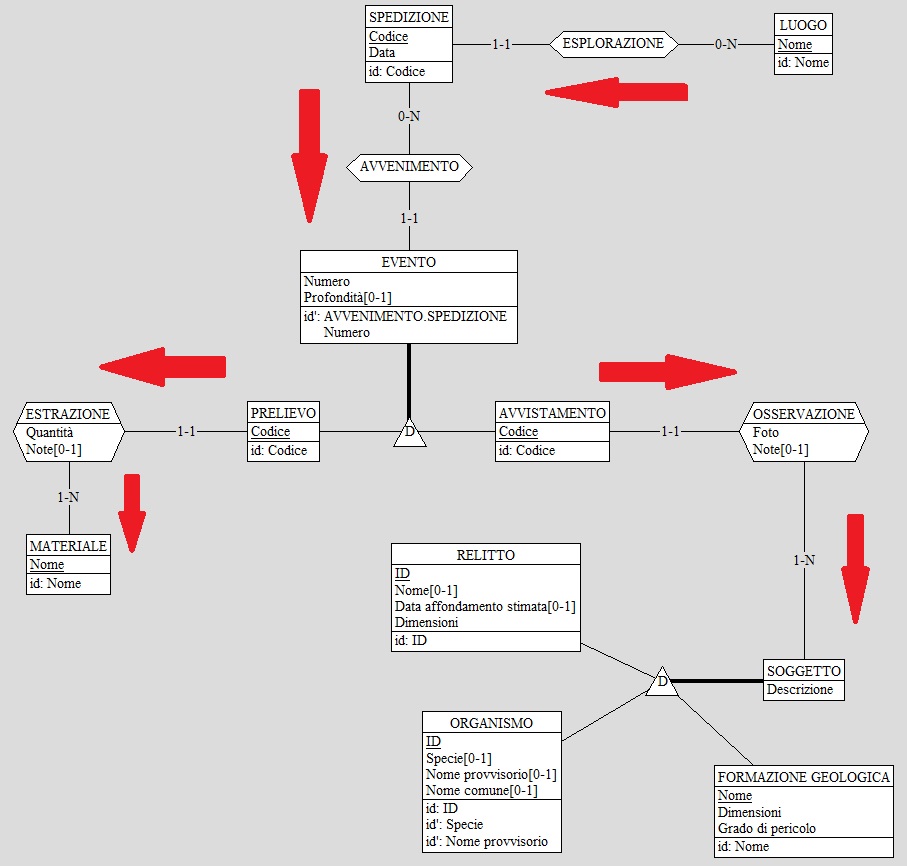 SPEDIZIONE
Codice
Data
id: Codice
1-1
ESPLORAZIONE
0-N
LUOGO
Nome
id: Nome
0-N
AVVENIMENTO
1-1
EVENTO
Numero
Profondità[0-1]
id': AVVENIMENTO.SPEDIZIONE
Numero
ESTRAZIONE
Quantità
Note[0-1]
1-1
PRELIEVO
Codice
id: Codice
D
AVVISTAMENTO
Codice
id: Codice
1-1
OSSERVAZIONE
Foto
Note[0-1]
1-N
MATERIALE
Nome
id: Nome
1-N
RELITTO
ID
Nome[0-1]
Data affondamento stimata[0-1]
Dimensioni
id: ID
D
SOGGETTO
Descrizione
ORGANISMO
ID
Specie[0-1]
Nome provvisorio[0-1]
Nome comune[0-1]
id: ID
id': Specie
id': Nome provvisorio
FORMAZIONE GEOLOGICA
Nome
Dimensioni
Grado di pericolo
id: Nome